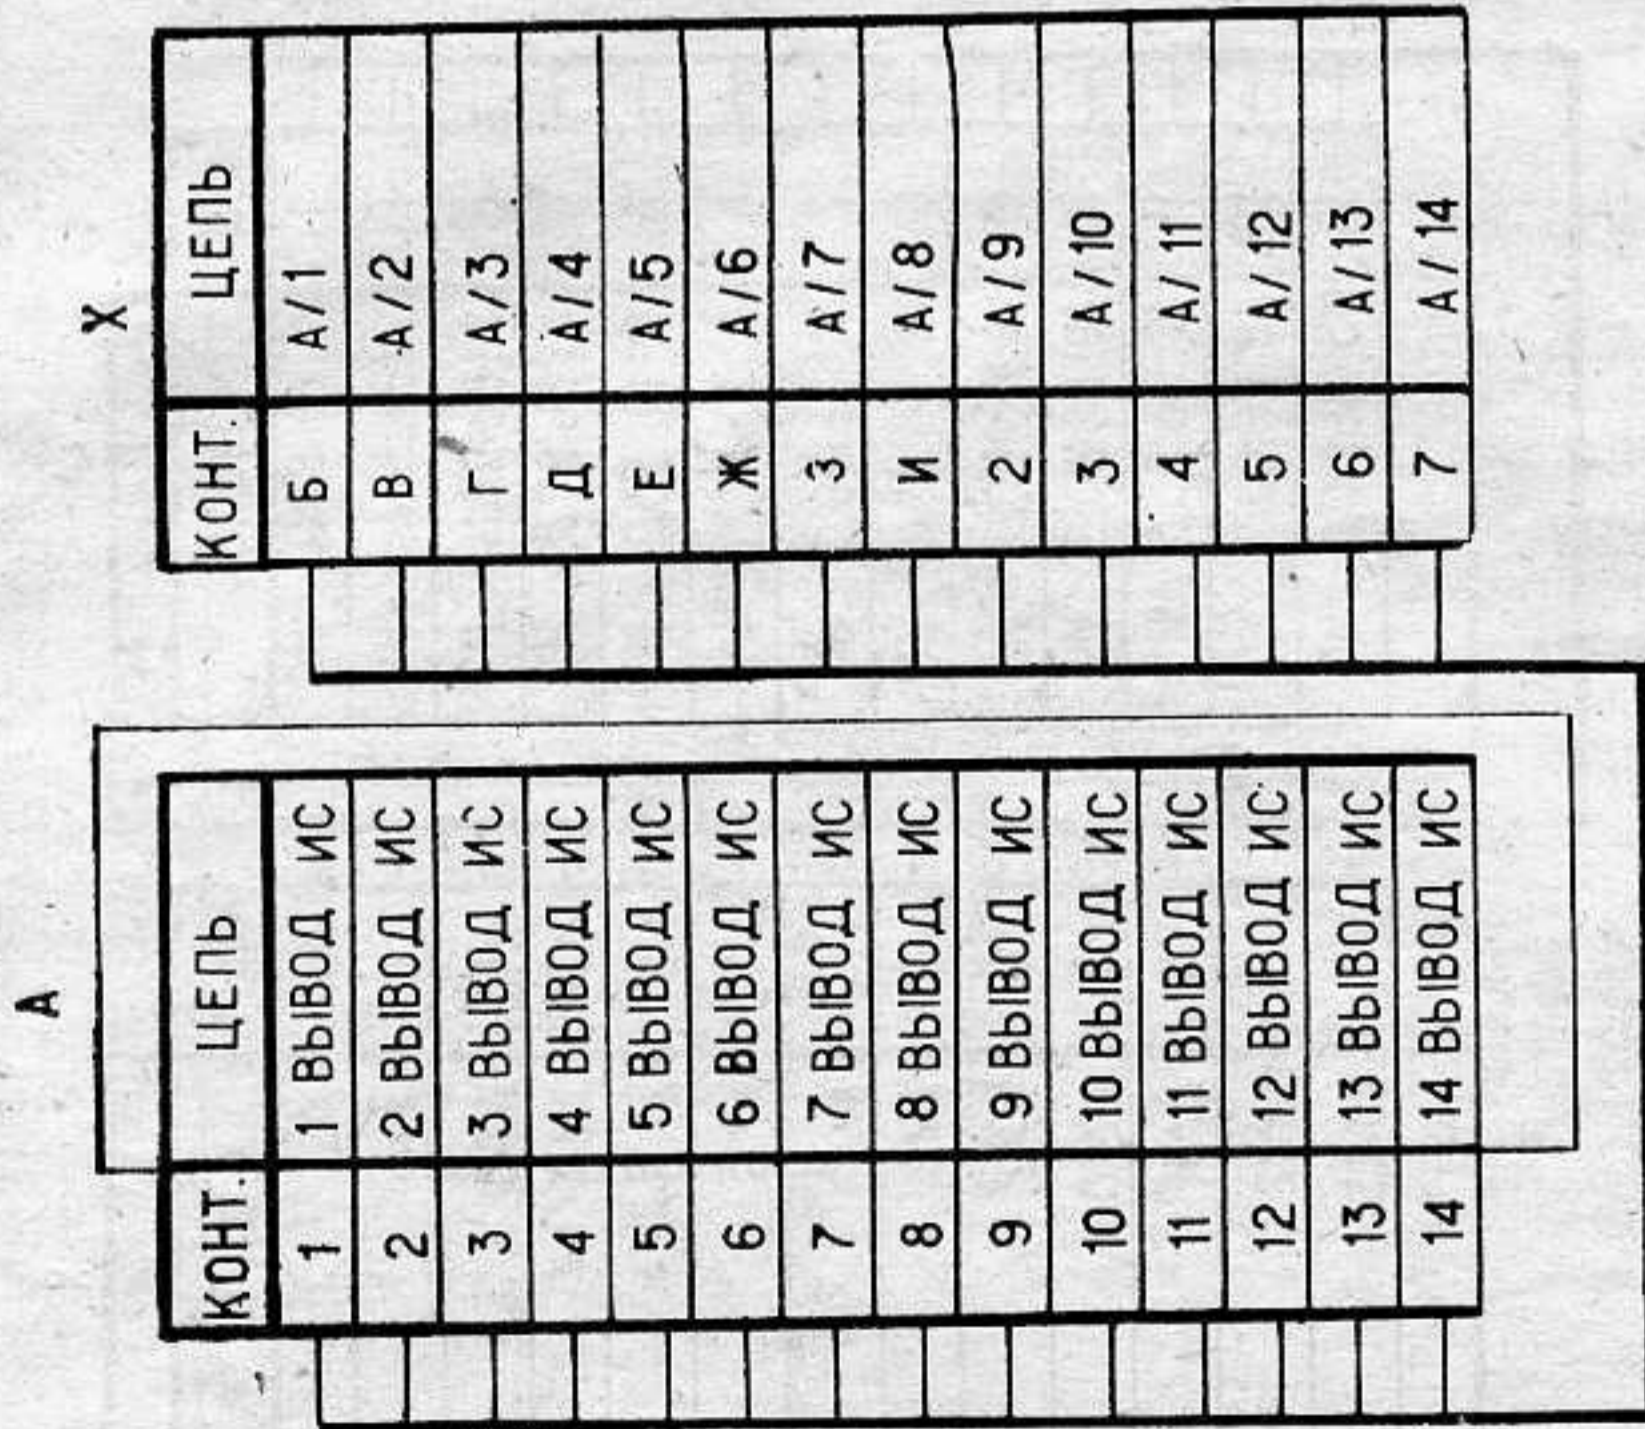 А
КОНТ. ЦЕПЬ
1 1 ВЫВОД ИС
2 2 ВЫВОД ИС
3 3 ВЫВОД ИС
4 4 ВЫВОД ИС
5 5 ВЫВОД ИС
6 6 ВЫВОД ИС
7 7 ВЫВОД ИС
8 8 ВЫВОД ИС
9 9 ВЫВОД ИС
10 10 ВЫВОД ИС
11 11 ВЫВОД ИС
12 12 ВЫВОД ИС
13 13 ВЫВОД ИС
14 14 ВЫВОД ИС
Х
КОНТ. ЦЕПЬ
Б А/1
В А/2
Г А/3
Д А/4
Е А/5
Ж А/6
З А/7
И А/8
2 А/9
3 А/10
4 А/11
5 А/12
6 А/13
7 А/14